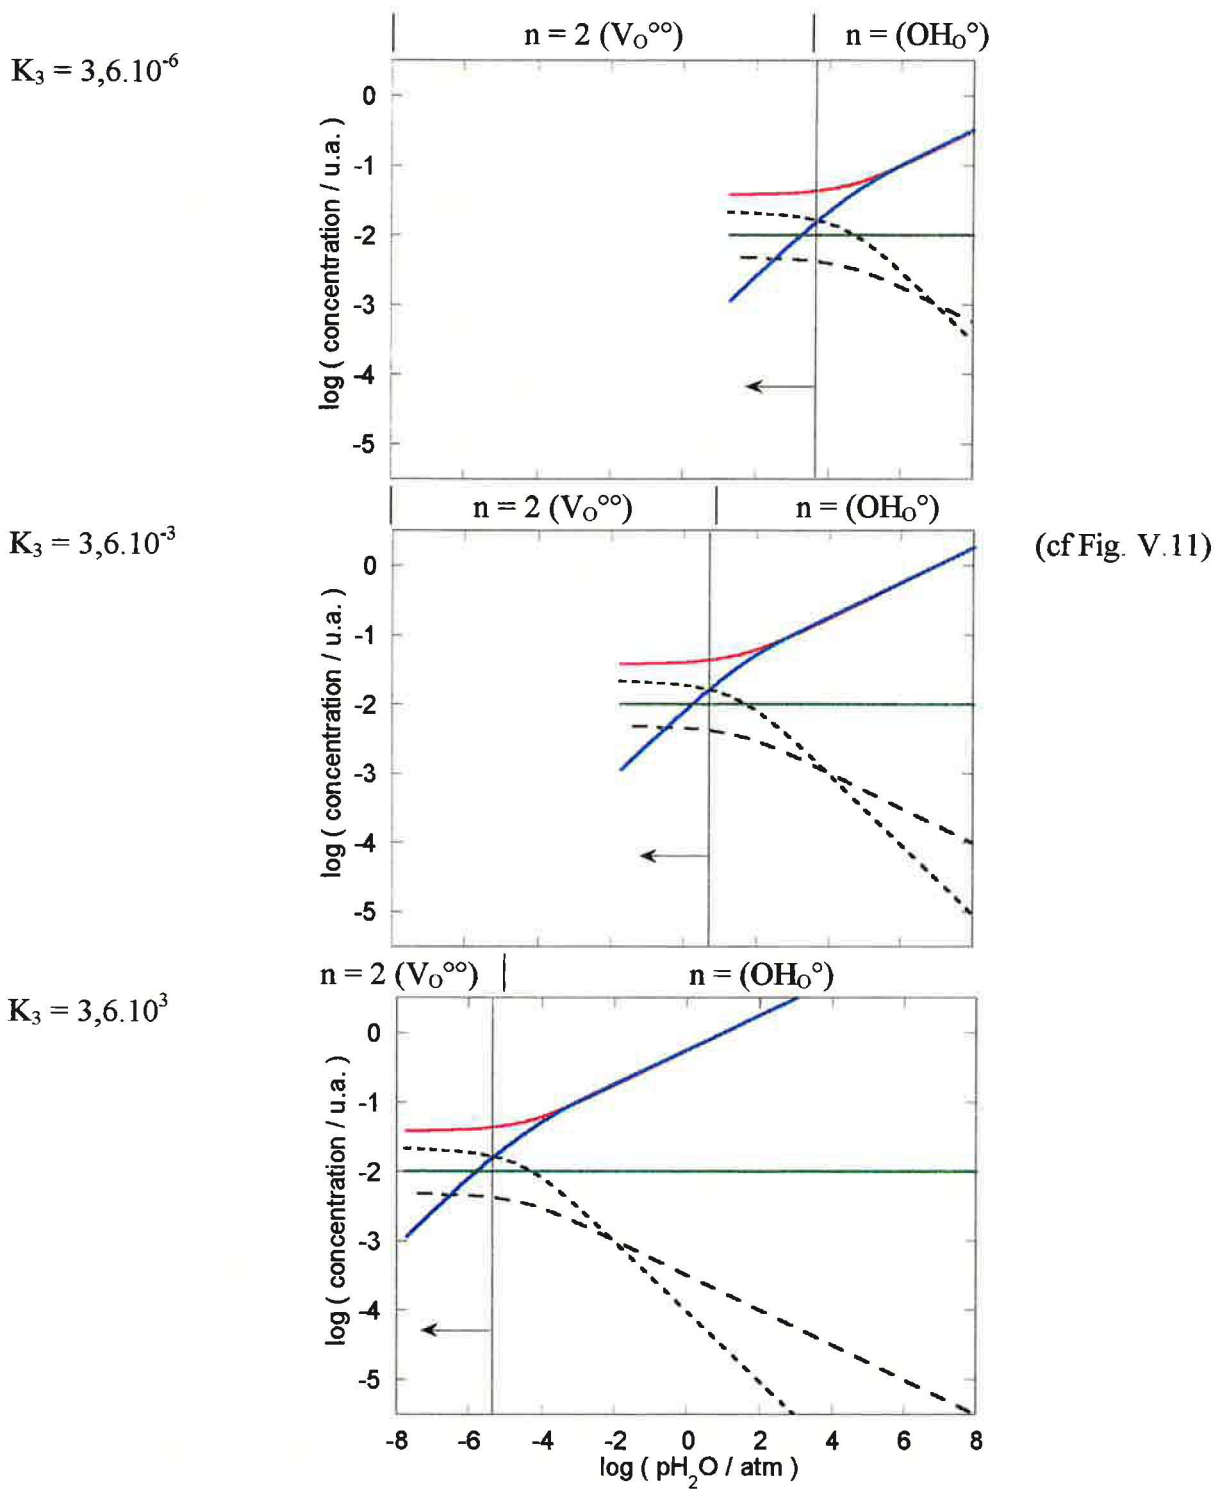 n = 2 (V_O°°) n = (OH_O°)
K₃ = 3,6.10⁻⁶
0
-1
-2
-3
-4
-5
log ( concentration / u.a. )
n = 2 (V_O°°) n = (OH_O°)
K₃ = 3,6.10⁻³
(cf Fig. V.11)
0
-1
-2
-3
-4
-5
log ( concentration / u.a. )
n = 2 (V_O°°) n = (OH_O°)
K₃ = 3,6.10³
0
-1
-2
-3
-4
-5
log ( concentration / u.a. )
-8 -6 -4 -2 0 2 4 6 8
log ( pH₂O / atm )